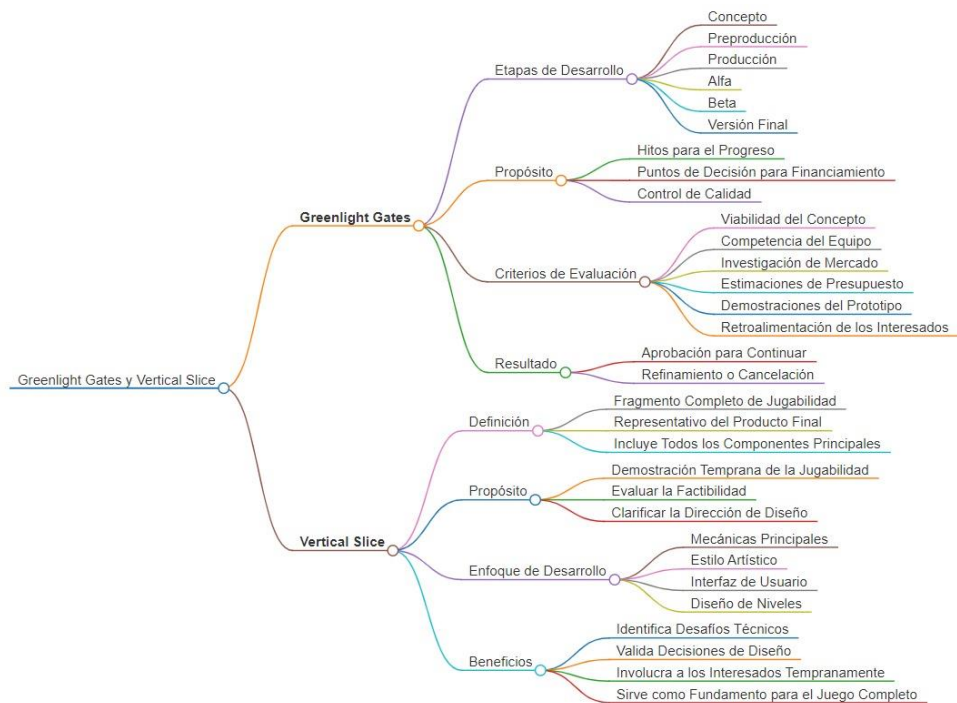 Greenlight Gates y Vertical Slice
Greenlight Gates
Etapas de Desarrollo
Concepto
Preproducción
Producción
Alfa
Beta
Versión Final
Propósito
Hitos para el Progreso
Puntos de Decisión para Financiamiento
Control de Calidad
Criterios de Evaluación
Viabilidad del Concepto
Competencia del Equipo
Investigación de Mercado
Estimaciones de Presupuesto
Demostraciones del Prototipo
Retroalimentación de los Interesados
Resultado
Aprobación para Continuar
Refinamiento o Cancelación
Vertical Slice
Definición
Fragmento Completo de Jugabilidad
Representativo del Producto Final
Incluye Todos los Componentes Principales
Propósito
Demostración Temprana de la Jugabilidad
Evaluar la Factibilidad
Clarificar la Dirección de Diseño
Enfoque de Desarrollo
Mecánicas Principales
Estilo Artístico
Interfaz de Usuario
Diseño de Niveles
Beneficios
Identifica Desafíos Técnicos
Valida Decisiones de Diseño
Involucra a los Interesados Tempranamente
Sirve como Fundamento para el Juego Completo